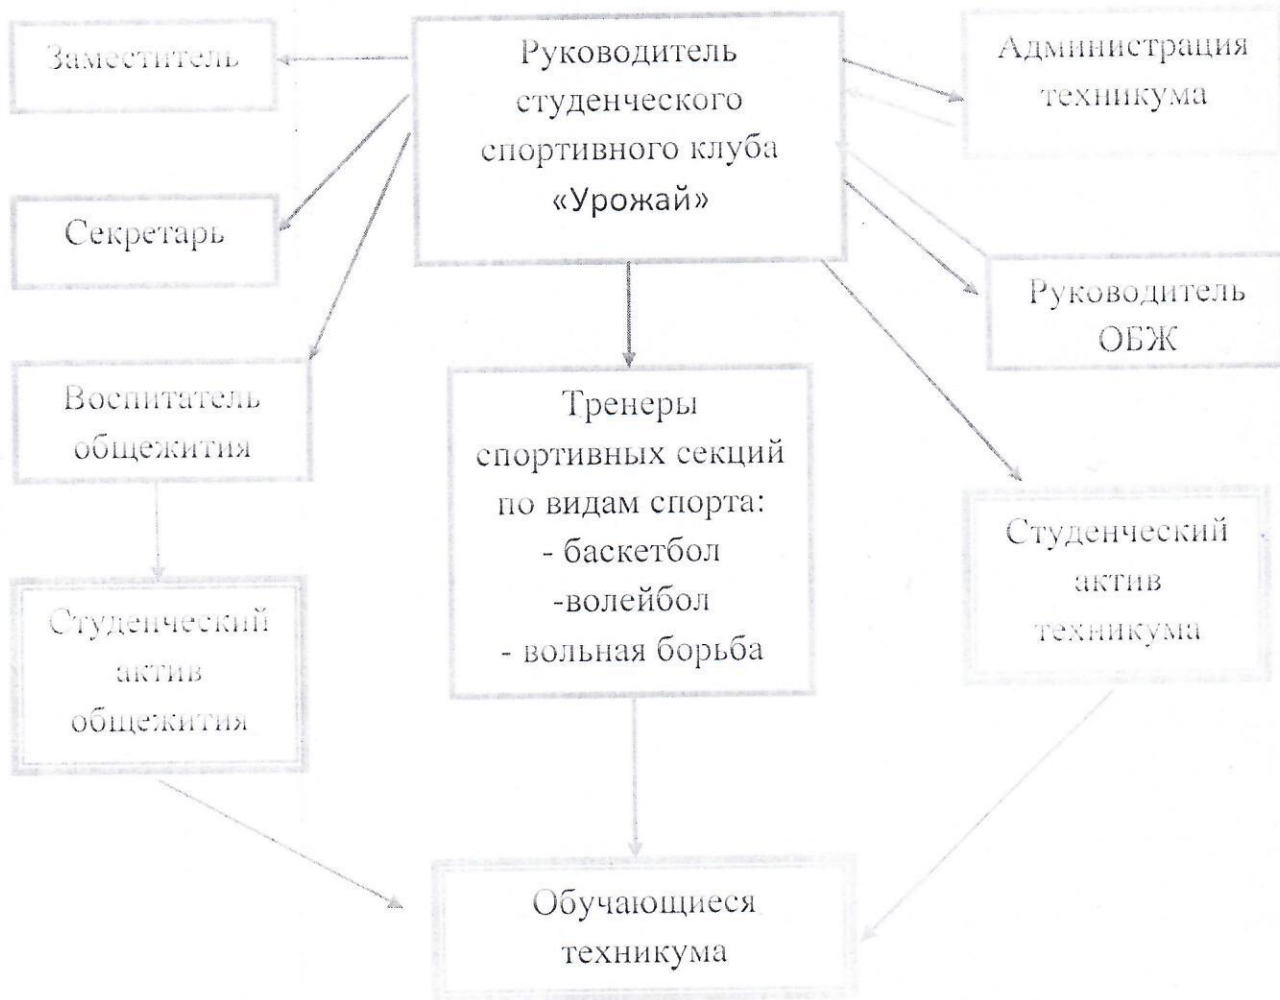 Заместитель
Руководитель
студенческого
спортивного клуба
«Урожай»
Администрация
техникума
Секретарь
Руководитель
ОБЖ
Воспитатель
общежития
Тренеры
спортивных секций
по видам спорта:
- баскетбол
-волейбол
- вольная борьба
Студенческий
актив
техникума
Студенческий
актив
общежития
Обучающиеся
техникума